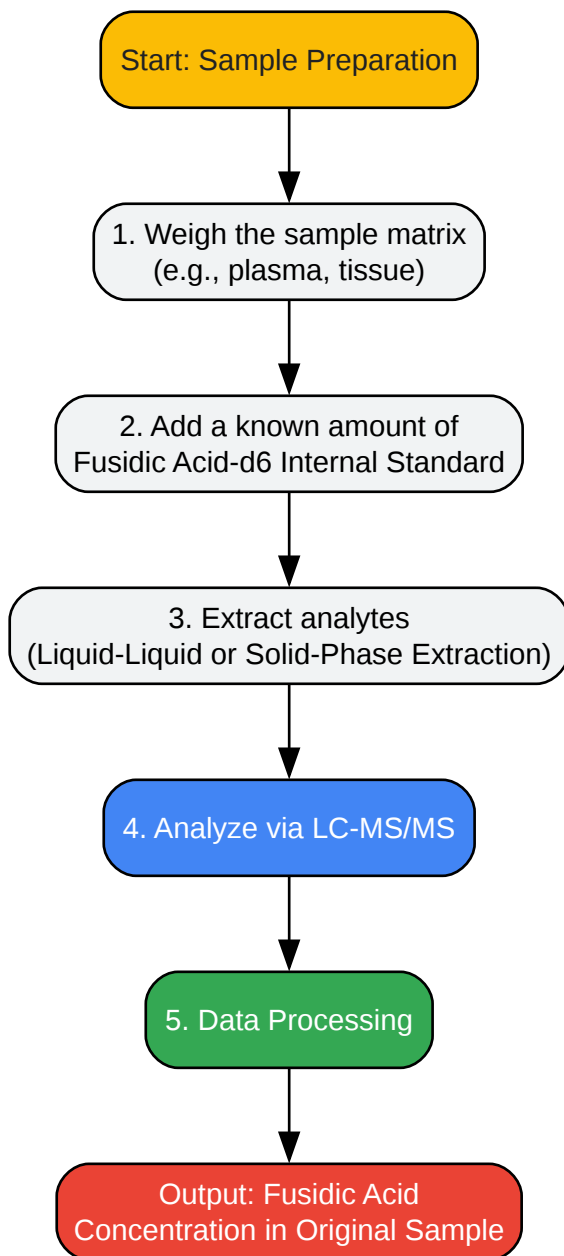 Start: Sample Preparation
1. Weigh the sample matrix
(e.g., plasma, tissue)
2. Add a known amount of
Fusidic Acid-d6 Internal Standard
3. Extract analytes
(Liquid-Liquid or Solid-Phase Extraction)
4. Analyze via LC-MS/MS
5. Data Processing
Output: Fusidic Acid
Concentration in Original Sample